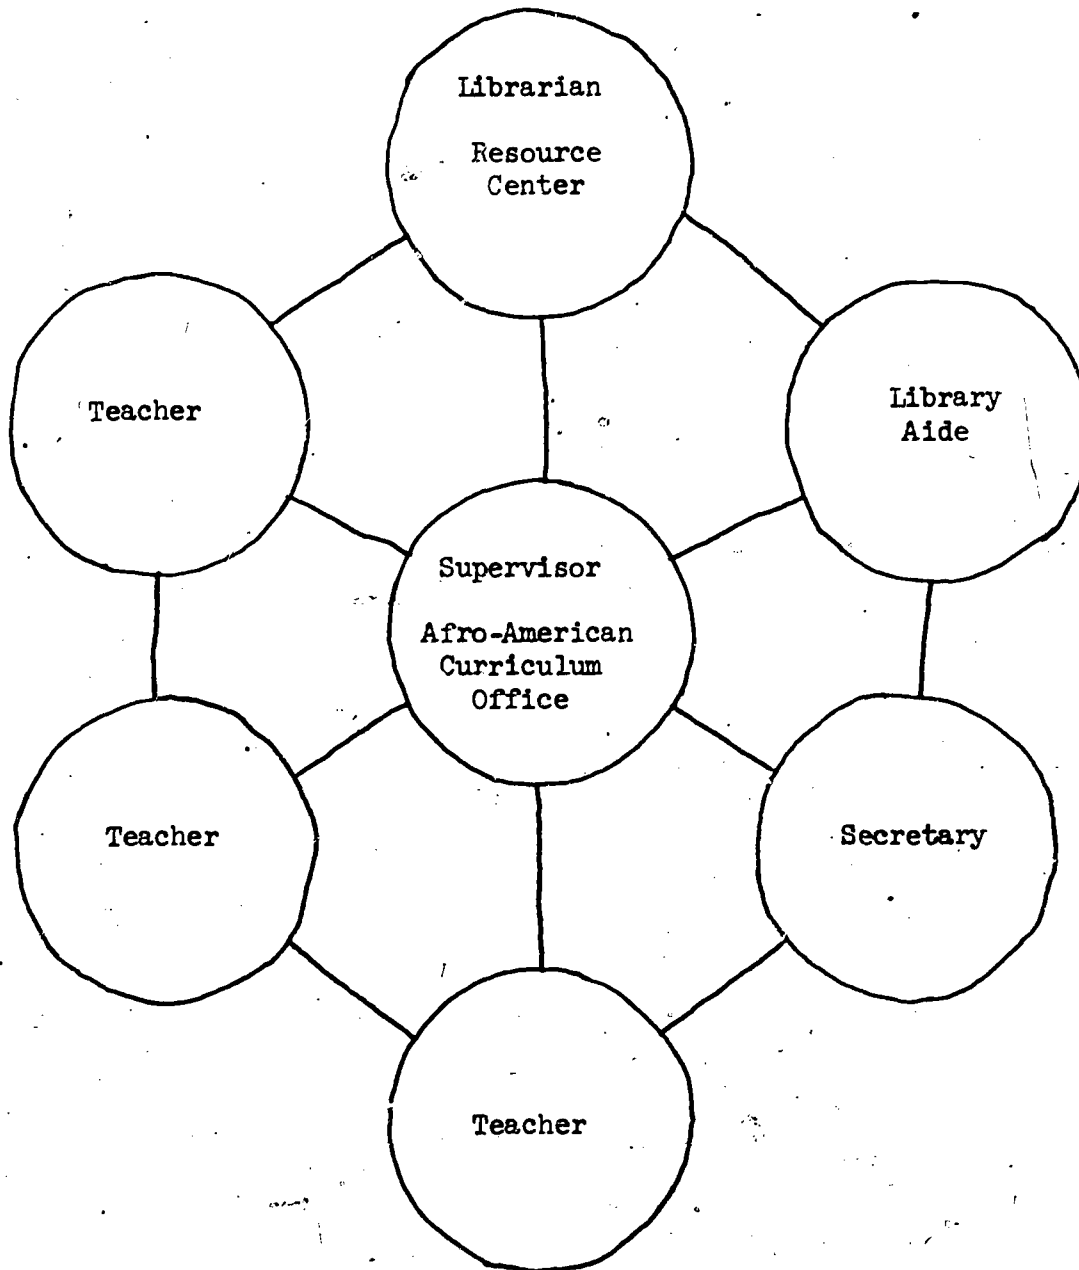 Librarian
Resource
Center
Teacher
Library
Aide
Supervisor
Afro-American
Curriculum
Office
Teacher
Secretary
Teacher